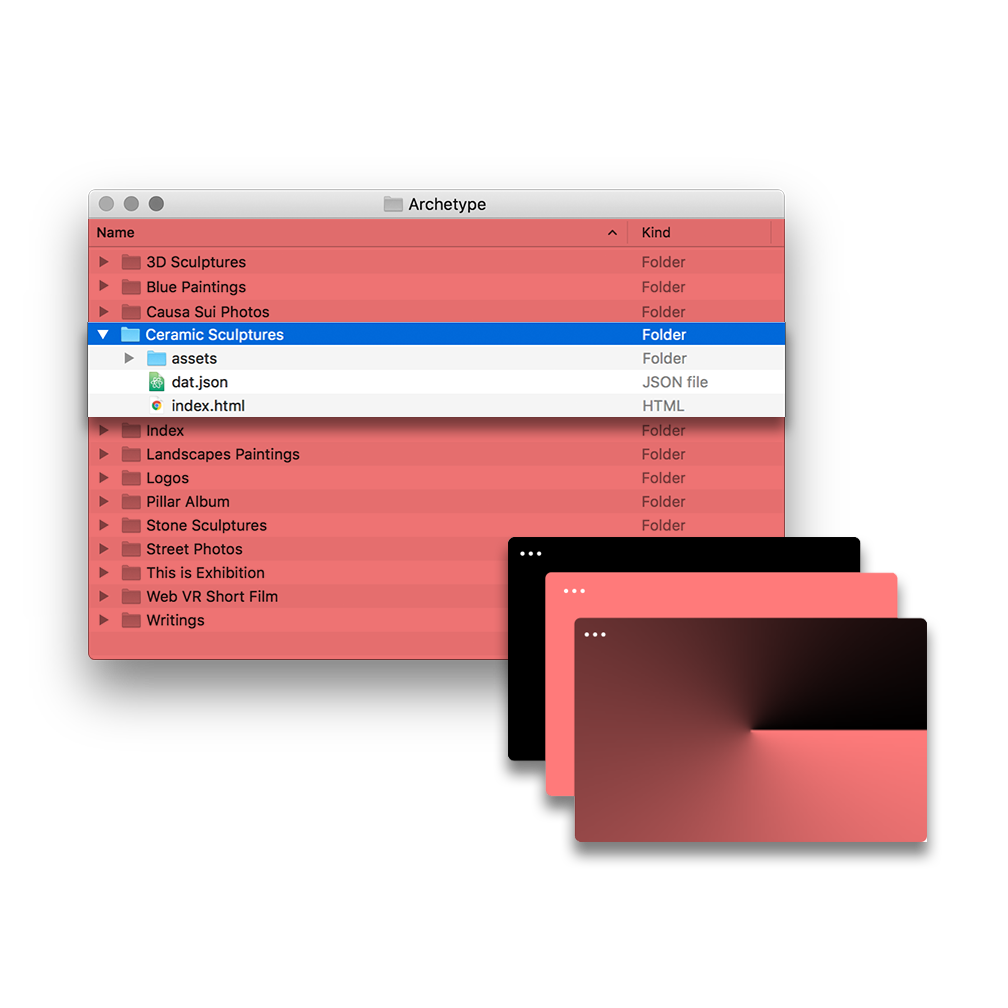 Archetype
Name Kind
3D Sculptures Folder
Blue Paintings Folder
Causa Sui Photos Folder
Ceramic Sculptures Folder
assets Folder
dat.json JSON file
index.html HTML
Index Folder
Landscapes Paintings Folder
Logos Folder
Pillar Album Folder
Stone Sculptures Folder
Street Photos
This is Exhibition
Web VR Short Film
Writings